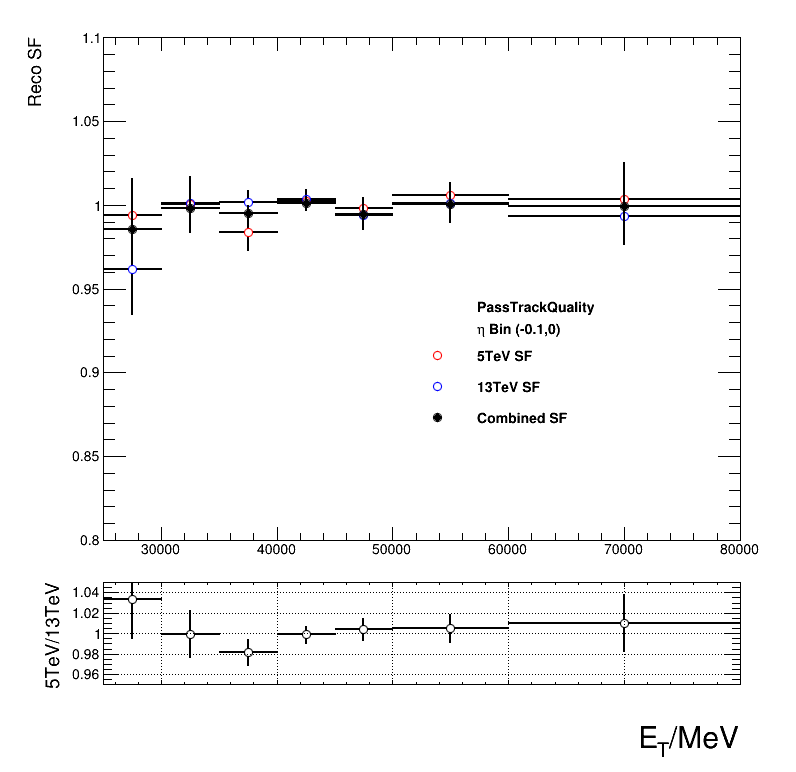 Reco SF
1.1
1.05
1
0.95
0.9
0.85
0.8
PassTrackQuality
η Bin (-0.1,0)
5TeV SF
13TeV SF
Combined SF
30000 40000 50000 60000 70000 80000
5TeV/13TeV
1.04
1.02
1
0.98
0.96
E_T/MeV